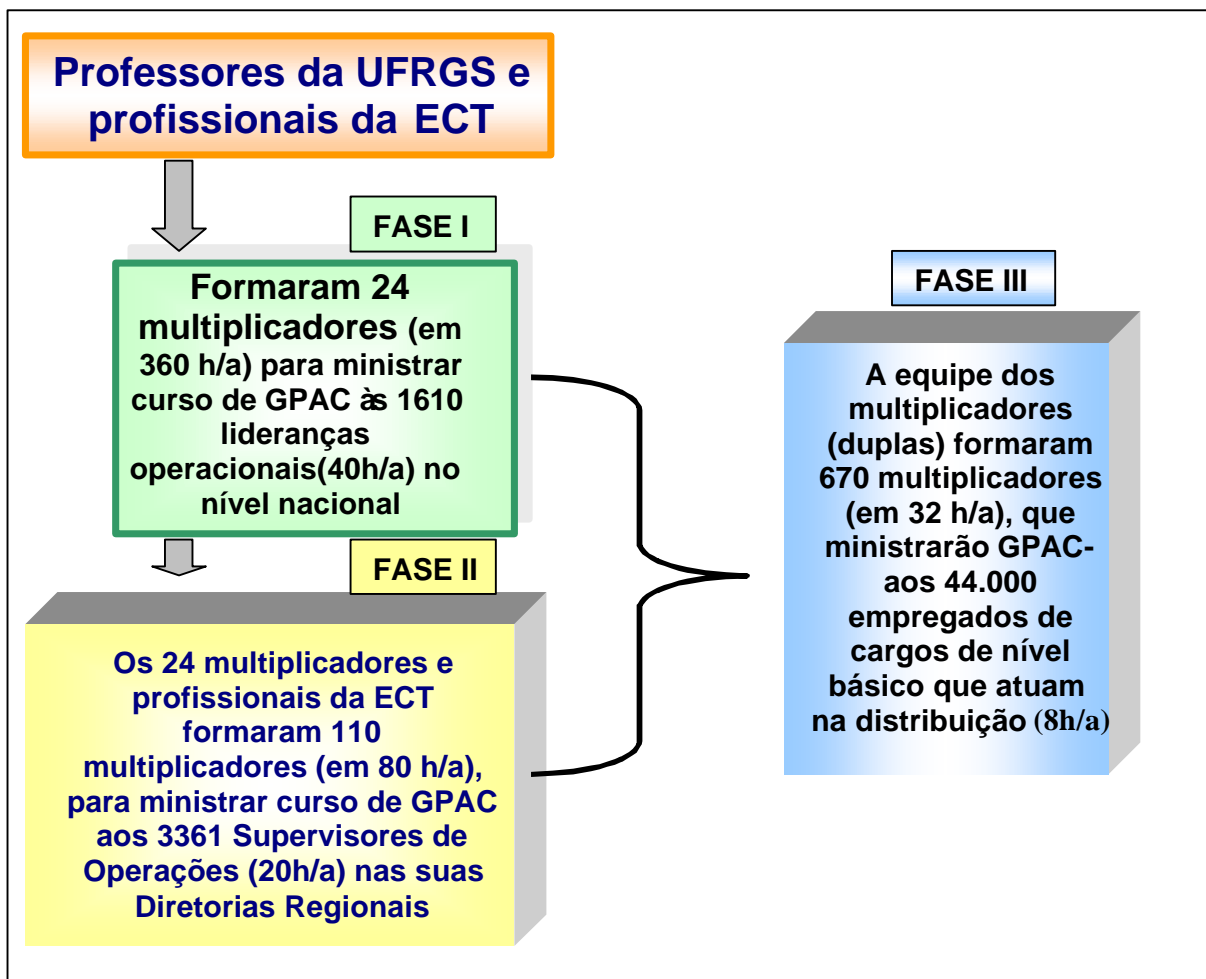 Professores da UFRGS e
profissionais da ECT
FASE I
Formaram 24
multiplicadores (em
360 h/a) para ministrar
curso de GPAC às 1610
lideranças
operacionais(40h/a) no
nível nacional
FASE II
Os 24 multiplicadores e
profissionais da ECT
formaram 110
multiplicadores (em 80 h/a),
para ministrar curso de GPAC
aos 3361 Supervisores de
Operações (20h/a) nas suas
Diretorias Regionais
FASE III
A equipe dos
multiplicadores
(duplas) formaram
670 multiplicadores
(em 32 h/a), que
ministrarão GPAC-
aos 44.000
empregados de
cargos de nível
básico que atuam
na distribuição (8h/a)